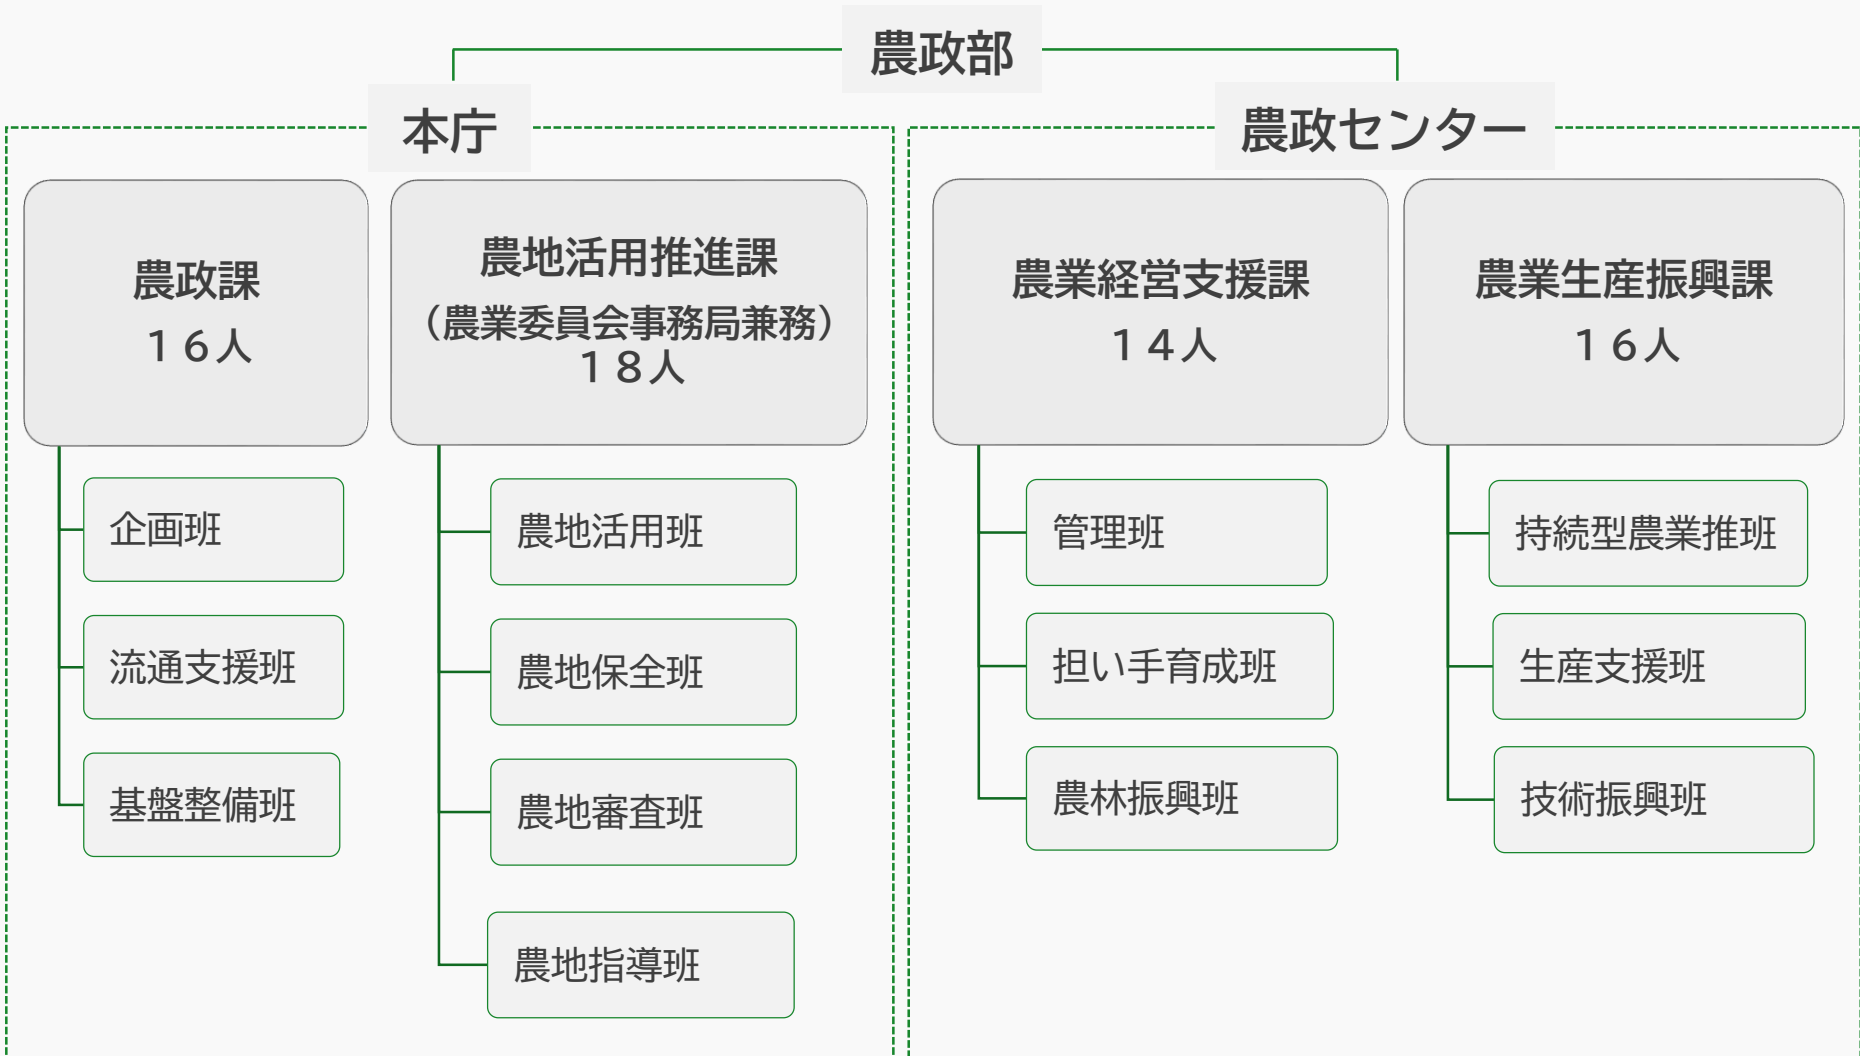 農政部
本庁
農政課
１６人
企画班
流通支援班
基盤整備班
農地活用推進課
（農業委員会事務局兼務）
１８人
農地活用班
農地保全班
農地審査班
農地指導班
農政センター
農業経営支援課
１４人
管理班
担い手育成班
農林振興班
農業生産振興課
１６人
持続型農業推班
生産支援班
技術振興班